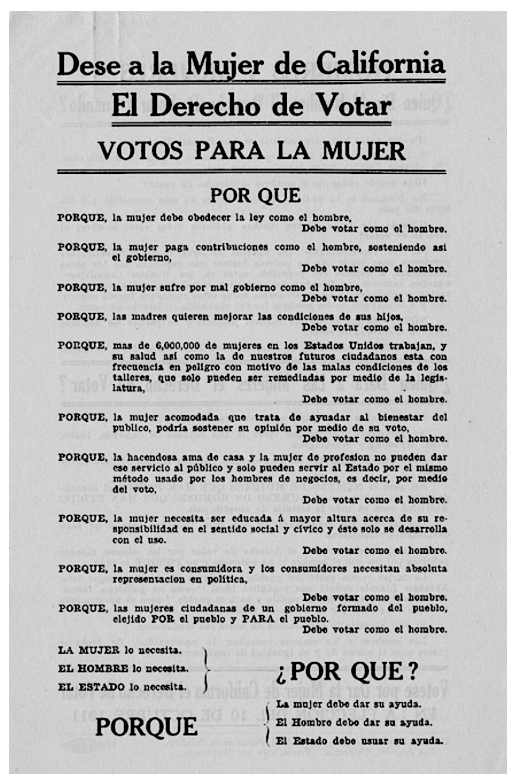 Dese a la Mujer de California
El Derecho de Votar
VOTOS PARA LA MUJER
POR QUE
PORQUE, la mujer debe obedecer la ley como el hombre,
Debe votar como el hombre.
PORQUE, la mujer paga contribuciones como el hombre, sosteniendo asi
el gobierno,
Debe votar como el hombre.
PORQUE, la mujer sufre por mal gobierno como el hombre,
Debe votar como el hombre.
PORQUE, las madres quieren mejorar las condiciones de sus hijos,
Debe votar como el hombre.
PORQUE, mas de 6,000,000 de mujeres en los Estados Unidos trabajan, y
su salud así como la de nuestros futuros ciudadanos esta con
frecuencia en peligro con motivo de las malas condiciones de los
talleres, que solo pueden ser remediadas por medio de la legis-
latura,
Debe votar como el hombre.
PORQUE, la mujer acomodada que trata de ayuadar al bienestar del
publico, podría sostener su opinión por medio de su voto,
Debe votar como el hombre.
PORQUE, la hacendosa ama de casa y la mujer de profesion no pueden dar
ese servicio al público y solo pueden servir al Estado por el mismo
método usado por los hombres de negocios, es decir, por medio
del voto,
Debe votar como el hombre.
PORQUE, la mujer necesita ser educada á mayor altura acerca de su re-
sponsibilidad en el sentido social y cívico y éste solo se desarrolla
con el uso.
Debe votar como el hombre.
PORQUE, la mujer es consumidora y los consumidores necesitan absoluta
representacion en política,
Debe votar como el hombre.
PORQUE, las mujeres ciudadanas de un gobierno formado del pueblo,
elejido POR el pueblo y PARA el pueblo.
Debe votar como el hombre.
LA MUJER lo necesita.
EL HOMBRE lo necesita.
EL ESTADO lo necesita.
¿POR QUE?
PORQUE
La mujer debe dar su ayuda.
El Hombre debe dar su ayuda.
El Estado debe usuar su ayuda.